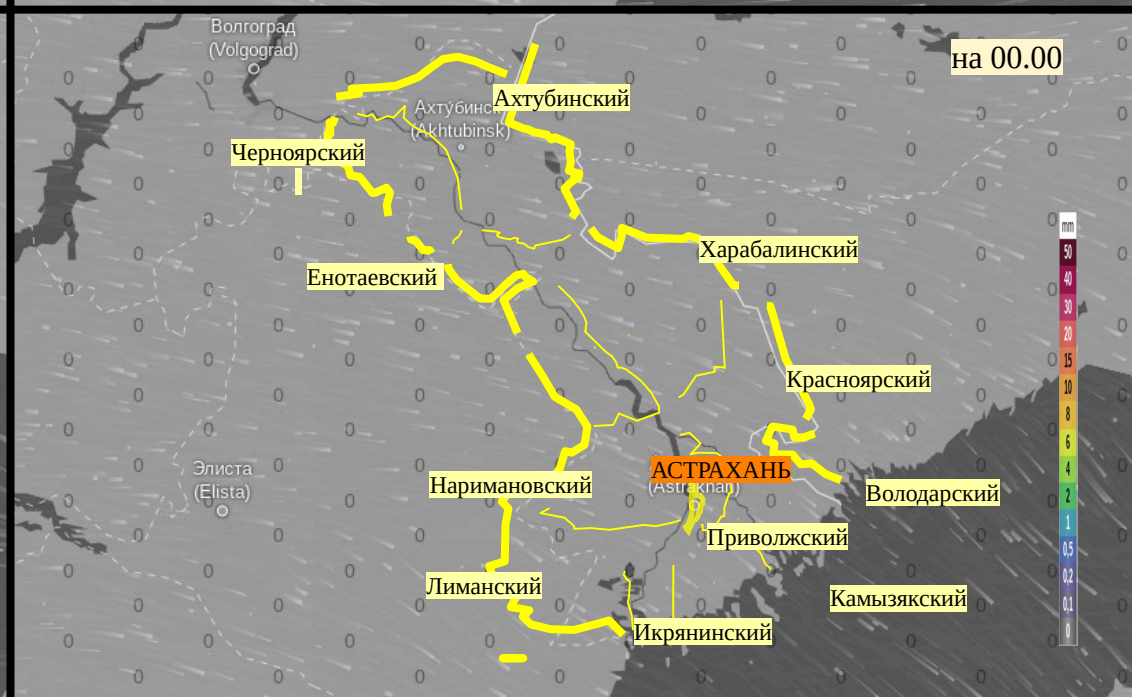 Волгоград
(Volgograd)
на 00.00
Ахтубинский
(Akhtubinsk)
Черноярский
Харабалинский
mm
50
40
30
20
15
10
8
6
4
2
1
0,5
0,2
0,1
0
Енотаевский
Красноярский
АСТРАХАНЬ
(Astrakhan)
Элиста
(Elista)
Наримановский
Володарский
Приволжский
Лиманский
Камызякский
Икрянинский